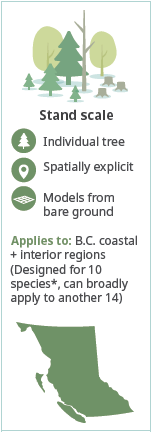 Stand scale
Individual tree
Spatially explicit
Models from
bare ground
Applies to: B.C. coastal
+ interior regions
(Designed for 10
species*, can broadly
apply to another 14)